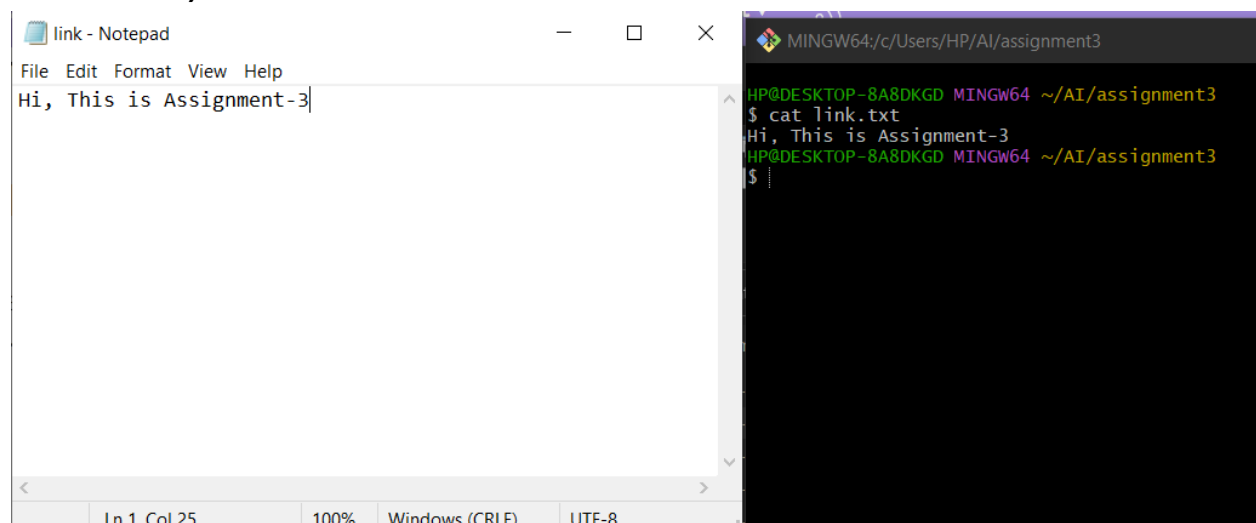 link - Notepad
File Edit Format View Help
Hi, This is Assignment-3
Ln 1, Col 25 100% Windows (CRLF) UTF-8
MINGW64:/c/Users/HP/AI/assignment3
HP@DESKTOP-8A8DKGD MINGW64 ~/AI/assignment3
$ cat link.txt
Hi, This is Assignment-3
HP@DESKTOP-8A8DKGD MINGW64 ~/AI/assignment3
$